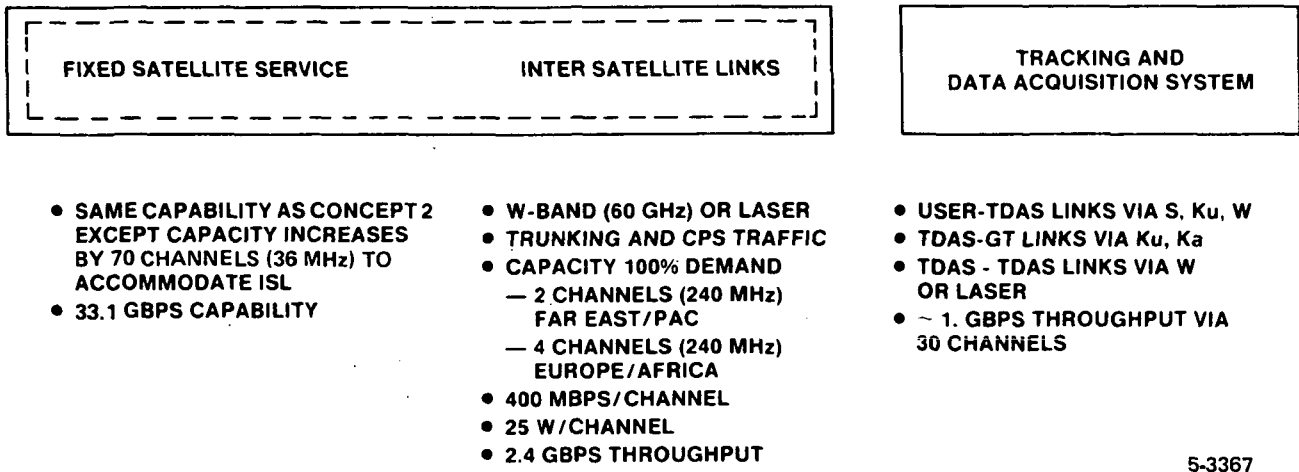 FIXED SATELLITE SERVICE
INTER SATELLITE LINKS
TRACKING AND
DATA ACQUISITION SYSTEM
● SAME CAPABILITY AS CONCEPT 2
EXCEPT CAPACITY INCREASES
BY 70 CHANNELS (36 MHz) TO
ACCOMMODATE ISL
● 33.1 GBPS CAPABILITY
● W-BAND (60 GHz) OR LASER
● TRUNKING AND CPS TRAFFIC
● CAPACITY 100% DEMAND
— 2 CHANNELS (240 MHz)
FAR EAST/PAC
— 4 CHANNELS (240 MHz)
EUROPE/AFRICA
● 400 MBPS/CHANNEL
● 25 W/CHANNEL
● 2.4 GBPS THROUGHPUT
● USER-TDAS LINKS VIA S, Ku, W
● TDAS-GT LINKS VIA Ku, Ka
● TDAS - TDAS LINKS VIA W
OR LASER
● ~ 1. GBPS THROUGHPUT VIA
30 CHANNELS
5-3367